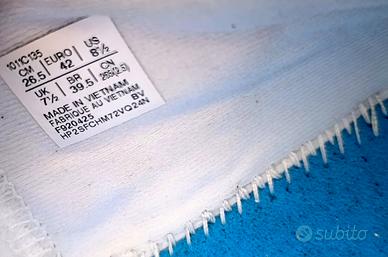 1011C135
CM | EURO | US
26.5 | 42 | 8½
UK | BR | CN
7½ | 39.5 | 265(2.5)
MADE IN VIETNAM
FABRIQUE AU VIETNAM
F920425 BV
HP2SFCHM72VQ24N
subito